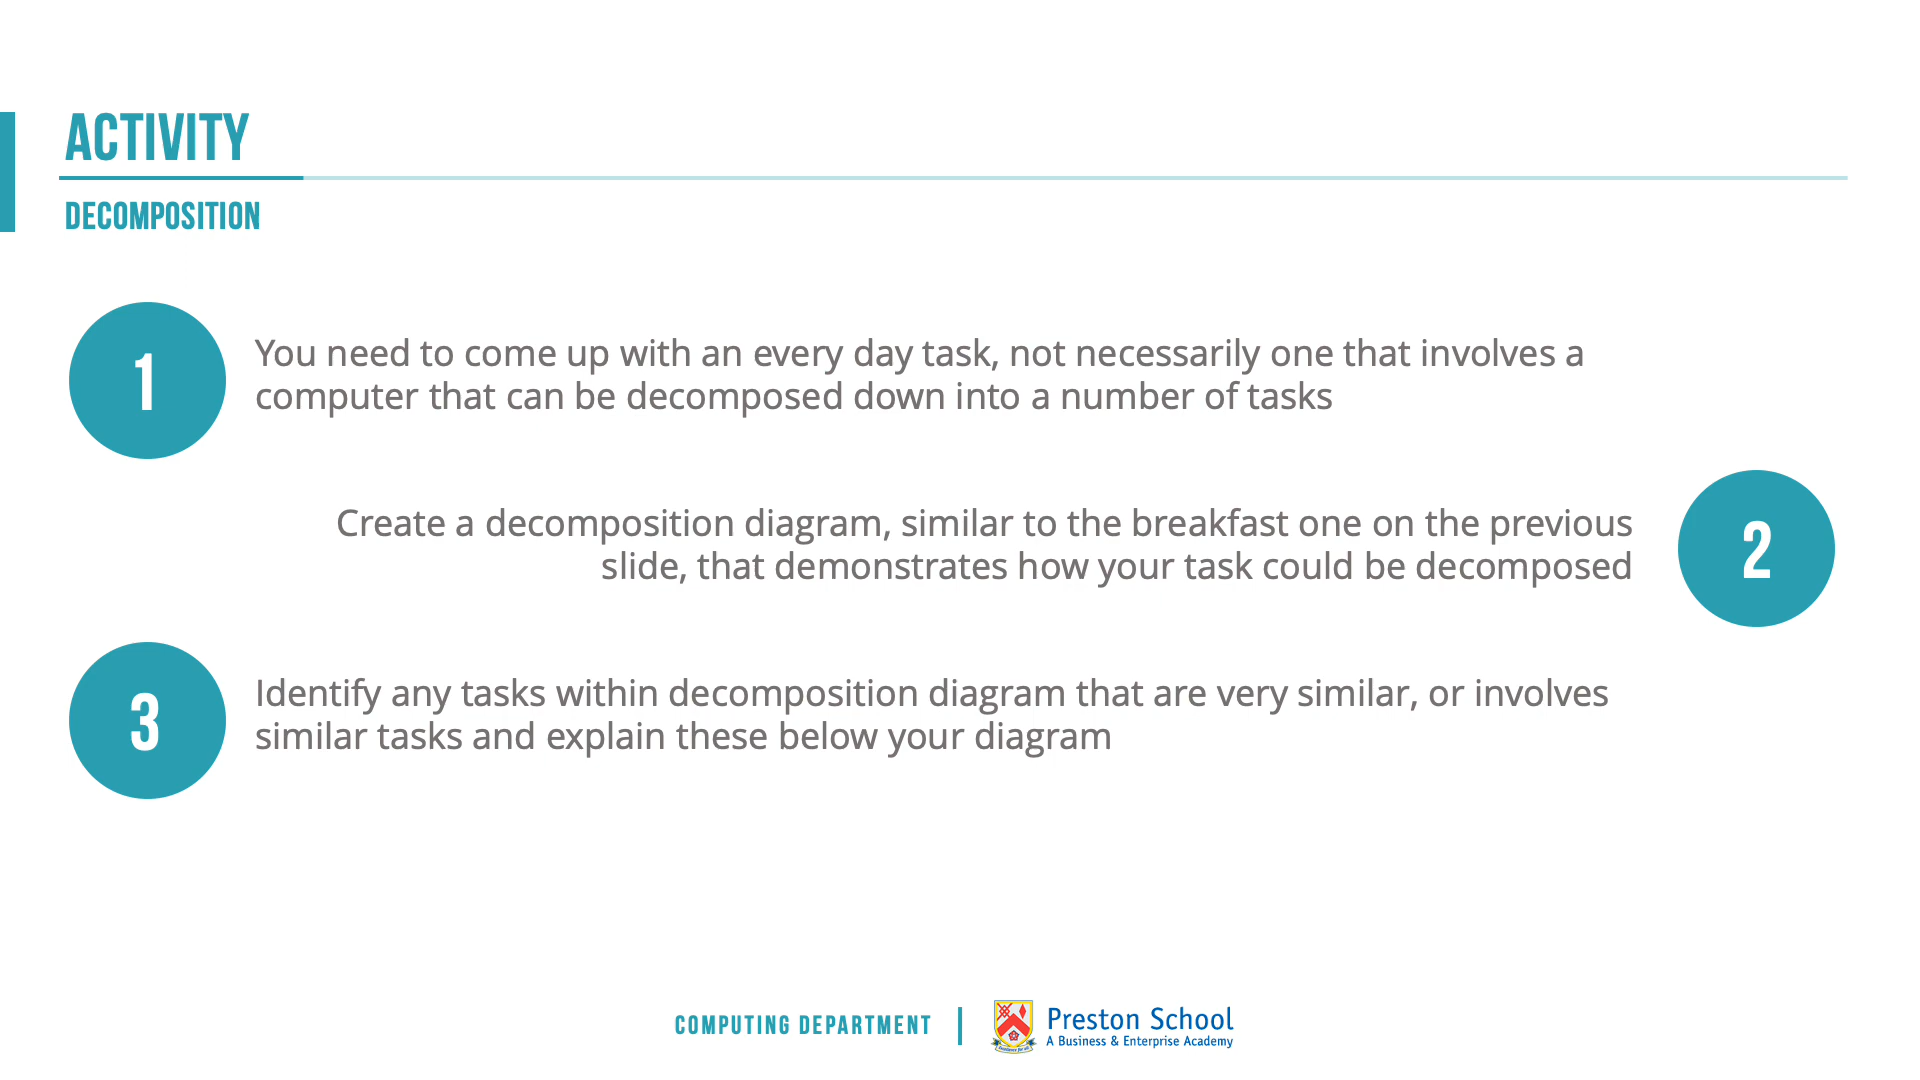 ACTIVITY
DECOMPOSITION
1
You need to come up with an every day task, not necessarily one that involves a
computer that can be decomposed down into a number of tasks
Create a decomposition diagram, similar to the breakfast one on the previous
slide, that demonstrates how your task could be decomposed
2
3
Identify any tasks within decomposition diagram that are very similar, or involves
similar tasks and explain these below your diagram
COMPUTING DEPARTMENT
Preston School
A Business & Enterprise Academy